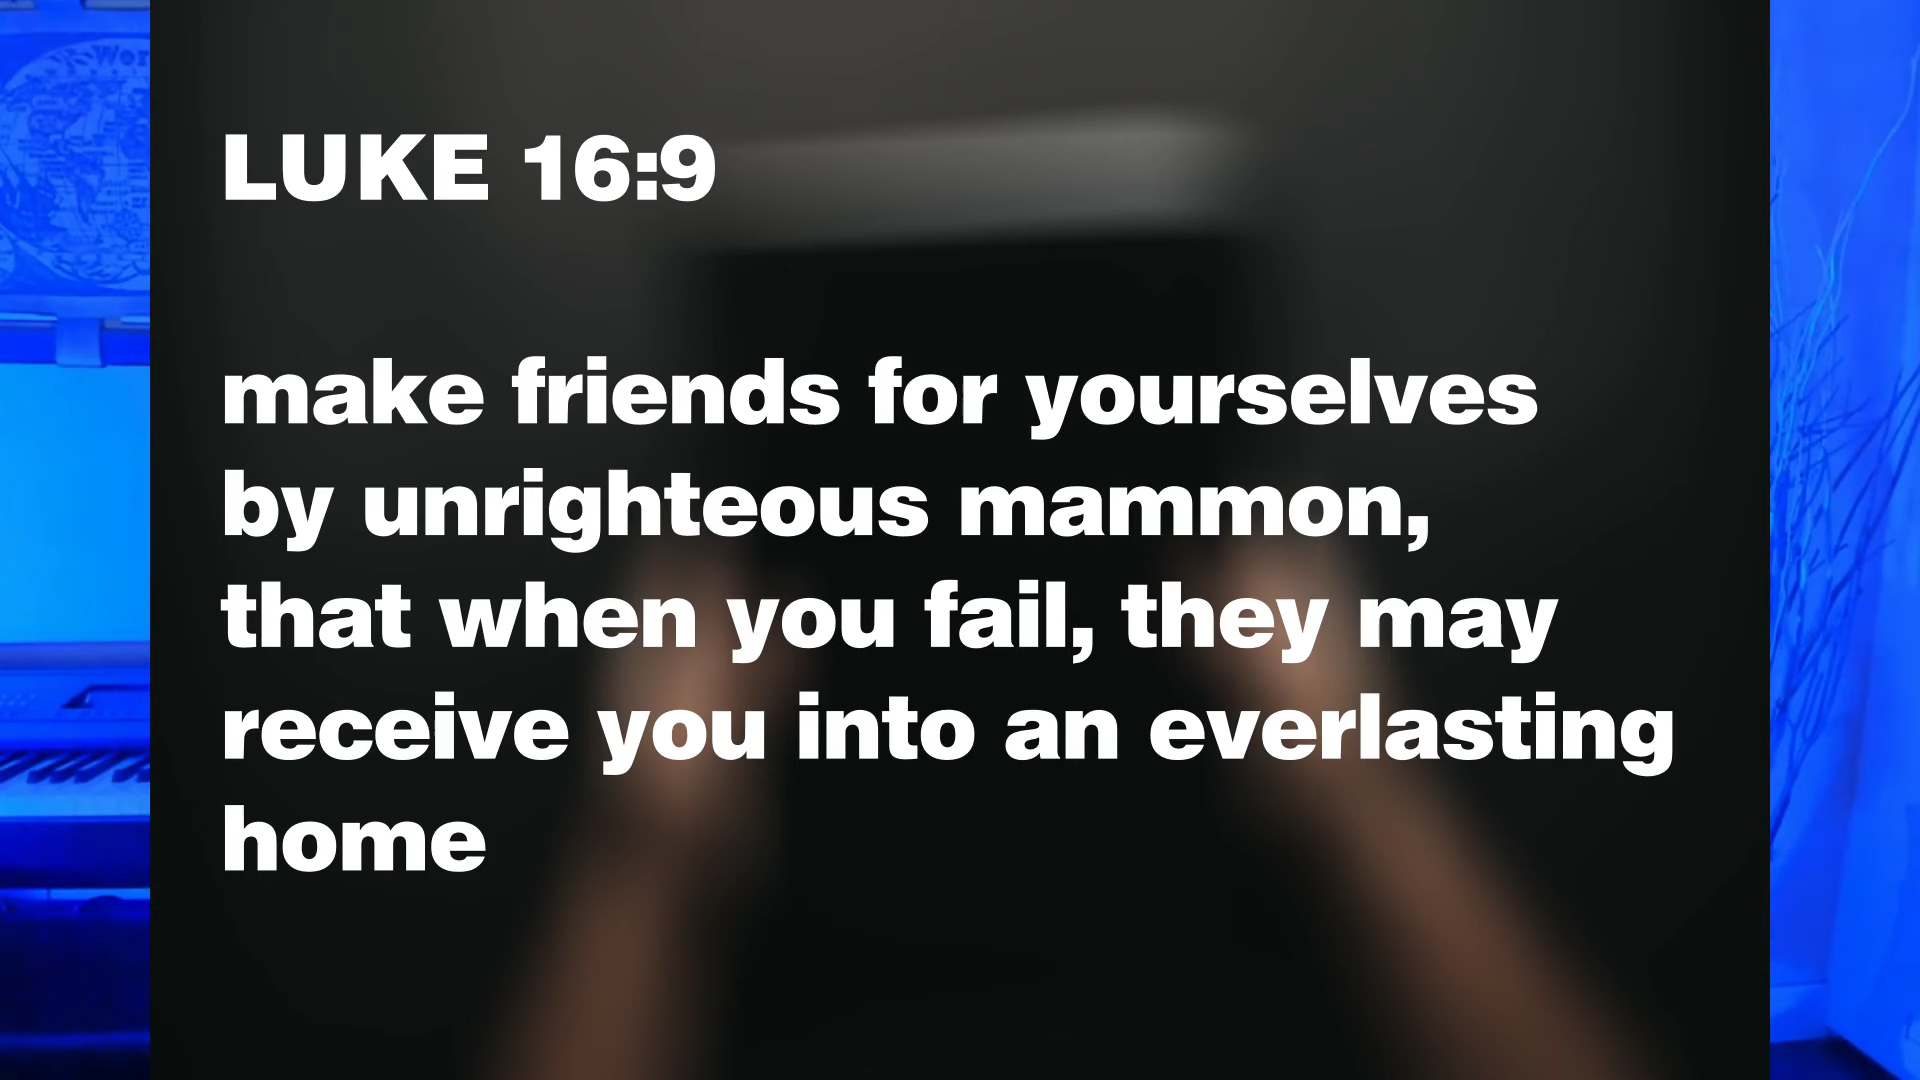 Wor
LUKE 16:9
make friends for yourselves
by unrighteous mammon,
that when you fail, they may
receive you into an everlasting
home